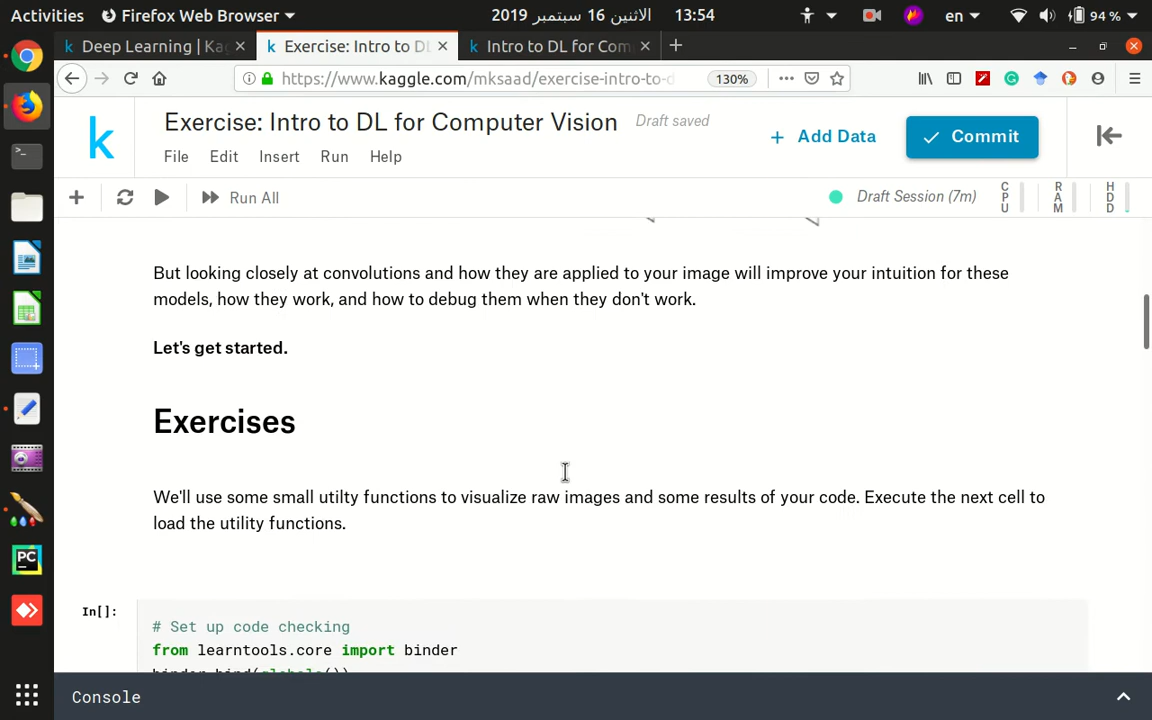 Activities Firefox Web Browser 2019 الاثنين 16 سبتمبر 13:54 en 94 %
Deep Learning | Kag Exercise: Intro to DL Intro to DL for Com
https://www.kaggle.com/mksaad/exercise-intro-to-d 130%
k Exercise: Intro to DL for Computer Vision Draft saved + Add Data Commit
File Edit Insert Run Help
Run All Draft Session (7m) CPU RAM HDD
But looking closely at convolutions and how they are applied to your image will improve your intuition for these
models, how they work, and how to debug them when they don't work.
Let's get started.
Exercises
We'll use some small utilty functions to visualize raw images and some results of your code. Execute the next cell to
load the utility functions.
In[]:
# Set up code checking
from learntools.core import binder
binder.bind(globals())
Console